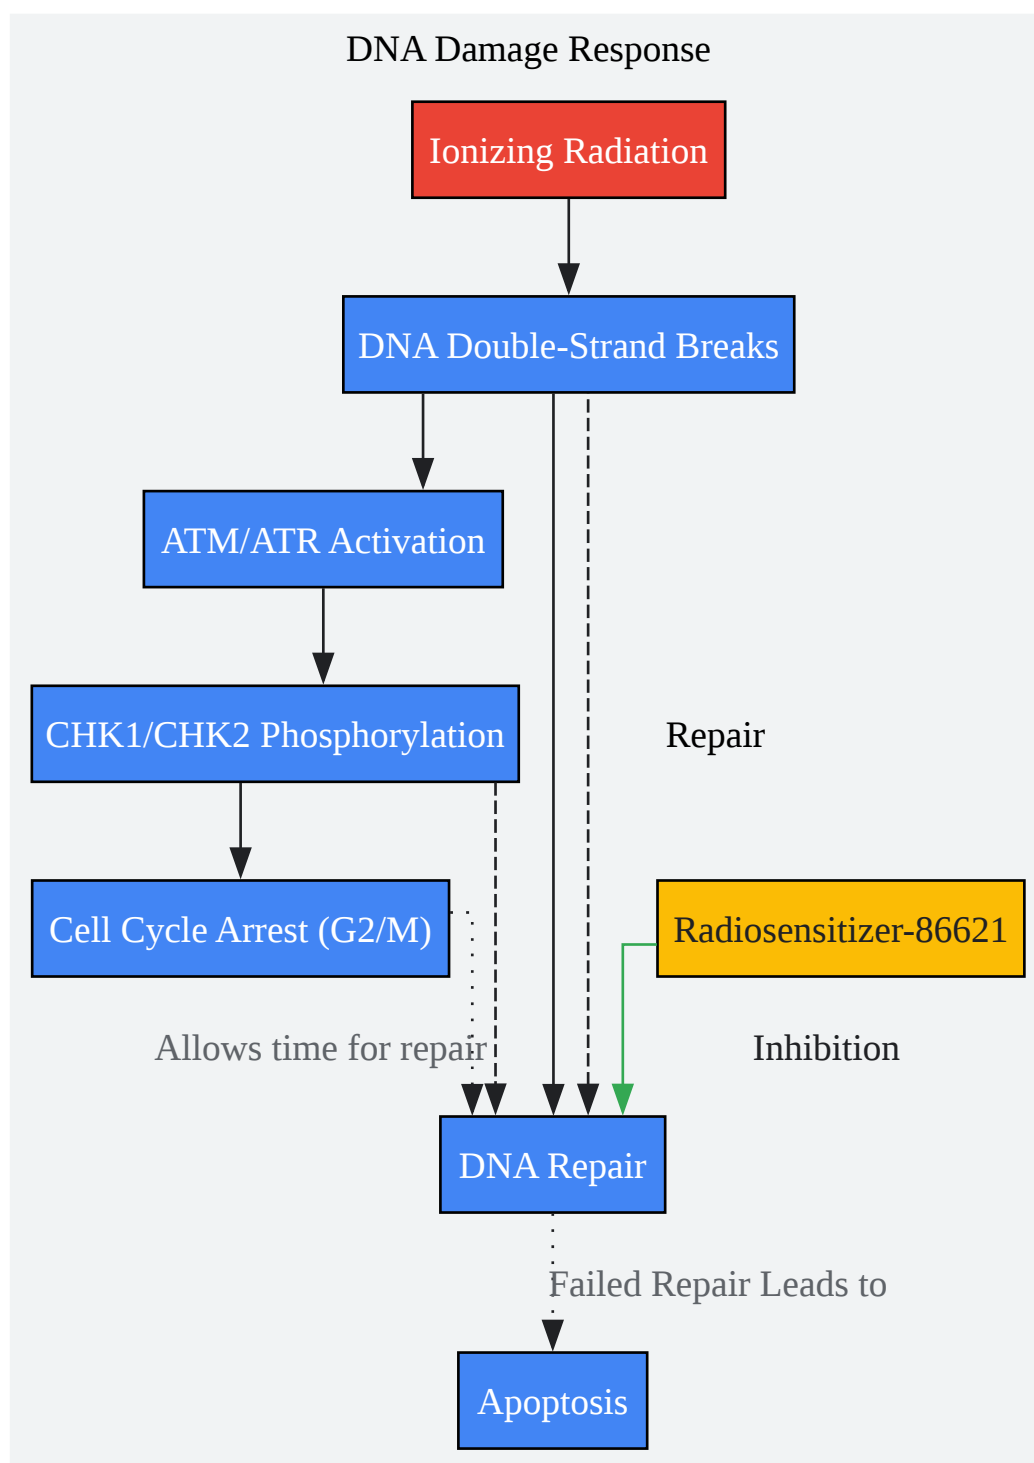 DNA Damage Response
Ionizing Radiation
DNA Double-Strand Breaks
ATM/ATR Activation
CHK1/CHK2 Phosphorylation
Repair
Cell Cycle Arrest (G2/M)
Radiosensitizer-86621
Allows time for repair
Inhibition
DNA Repair
Failed Repair Leads to
Apoptosis